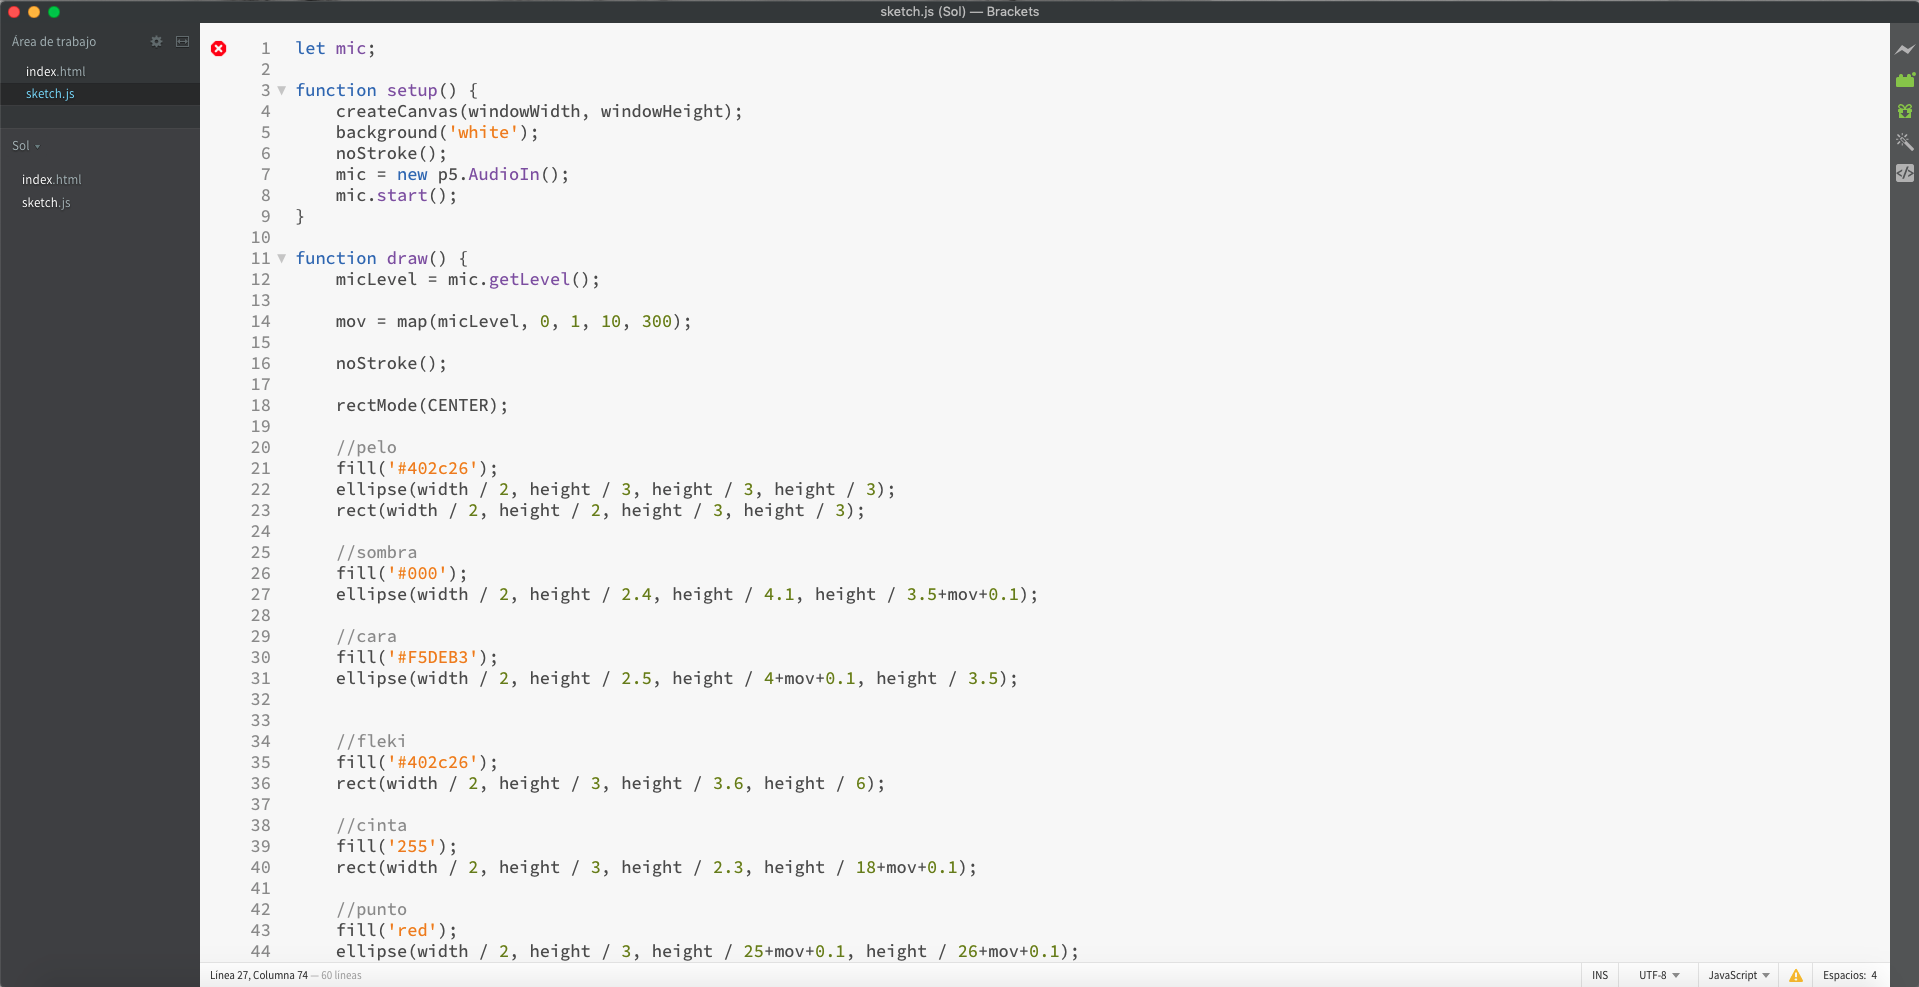 sketch.js (Sol) — Brackets
Área de trabajo
index.html
sketch.js
Sol
index.html
sketch.js
1 let mic;
2
3 function setup() {
4 createCanvas(windowWidth, windowHeight);
5 background('white');
6 noStroke();
7 mic = new p5.AudioIn();
8 mic.start();
9 }
10
11 function draw() {
12 micLevel = mic.getLevel();
13
14 mov = map(micLevel, 0, 1, 10, 300);
15
16 noStroke();
17
18 rectMode(CENTER);
19
20 //pelo
21 fill('#402c26');
22 ellipse(width / 2, height / 3, height / 3, height / 3);
23 rect(width / 2, height / 2, height / 3, height / 3);
24
25 //sombra
26 fill('#000');
27 ellipse(width / 2, height / 2.4, height / 4.1, height / 3.5+mov+0.1);
28
29 //cara
30 fill('#F5DEB3');
31 ellipse(width / 2, height / 2.5, height / 4+mov+0.1, height / 3.5);
32
33
34 //fleki
35 fill('#402c26');
36 rect(width / 2, height / 3, height / 3.6, height / 6);
37
38 //cinta
39 fill('255');
40 rect(width / 2, height / 3, height / 2.3, height / 18+mov+0.1);
41
42 //punto
43 fill('red');
44 ellipse(width / 2, height / 3, height / 25+mov+0.1, height / 26+mov+0.1);
Línea 27, Columna 74 — 60 líneas
INS
UTF-8
JavaScript
Espacios: 4